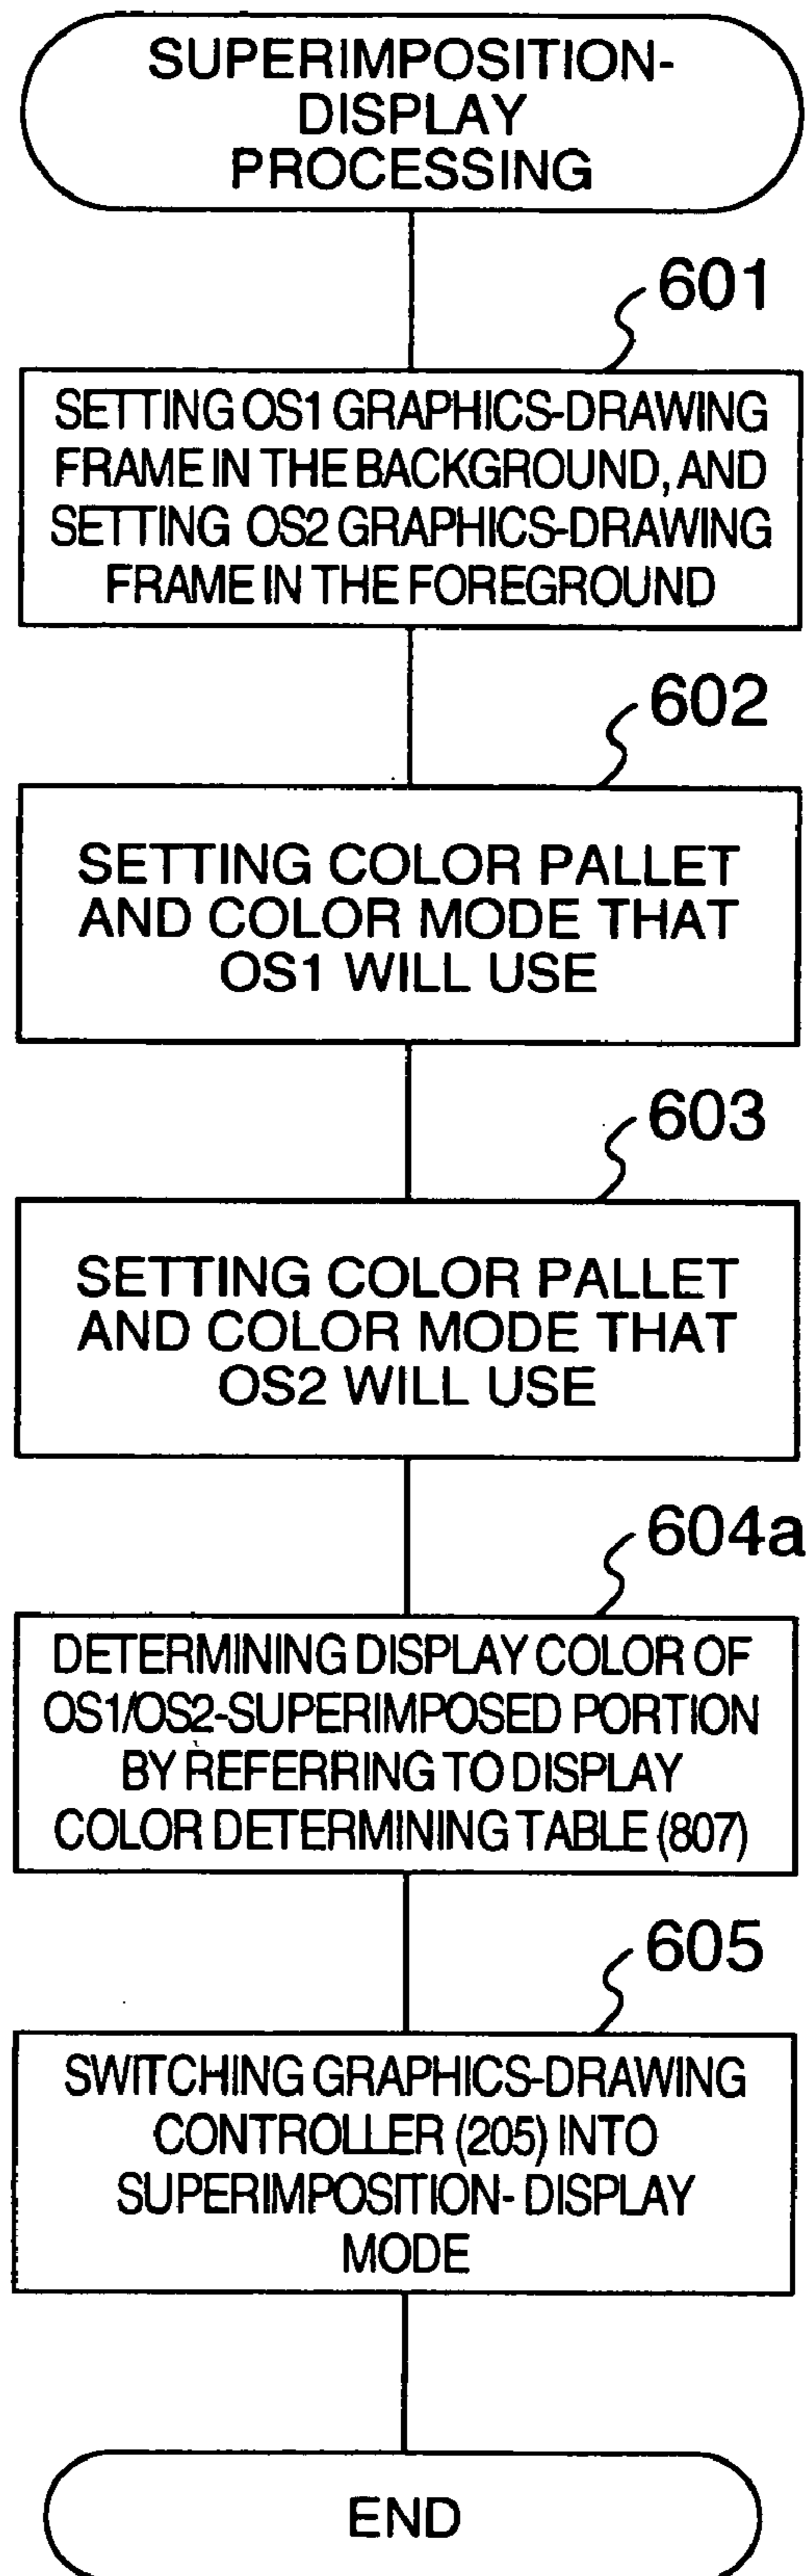 SUPERIMPOSITION-
DISPLAY
PROCESSING
601
SETTING OS1 GRAPHICS-DRAWING
FRAME IN THE BACKGROUND, AND
SETTING OS2 GRAPHICS-DRAWING
FRAME IN THE FOREGROUND
602
SETTING COLOR PALLET
AND COLOR MODE THAT
OS1 WILL USE
603
SETTING COLOR PALLET
AND COLOR MODE THAT
OS2 WILL USE
604a
DETERMINING DISPLAY COLOR OF
OS1/OS2-SUPERIMPOSED PORTION
BY REFERRING TO DISPLAY
COLOR DETERMINING TABLE (807)
605
SWITCHING GRAPHICS-DRAWING
CONTROLLER (205) INTO
SUPERIMPOSITION- DISPLAY
MODE
END